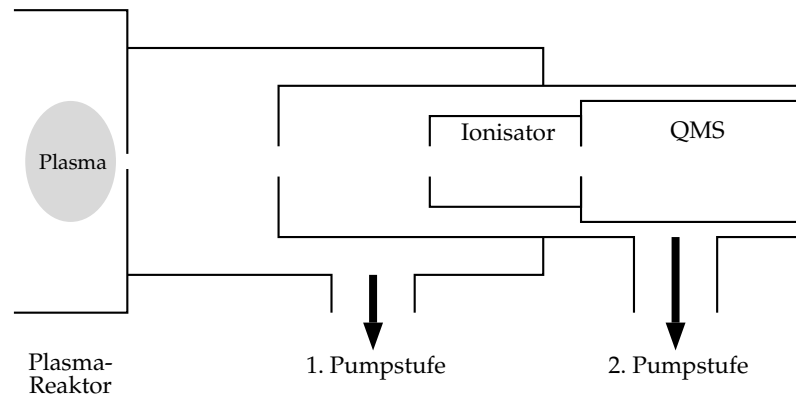 Ionisator
QMS
Plasma
Plasma-
Reaktor
1. Pumpstufe
2. Pumpstufe